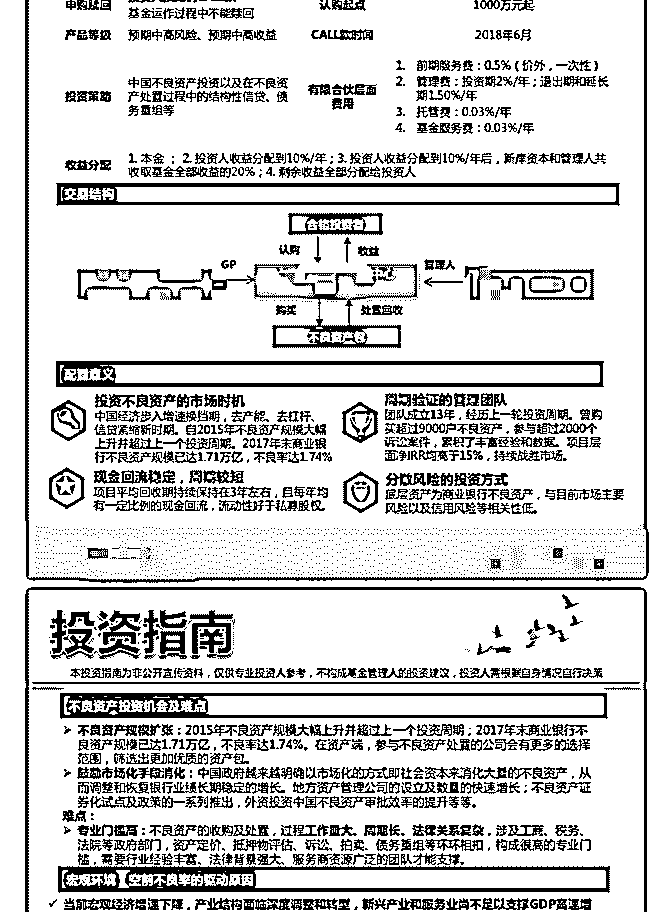 申购赎回
基金运作过程中不能赎回
认购起点
1000万元起
产品等级
预期中高风险、预期中高收益
CALL款时间
2018年6月
投资策略
中国不良资产投资以及在不良资
产处置过程中的结构性信贷、债
务重组等
有限合伙层面
费用
1. 前期服务费：0.5%（价外，一次性）
2. 管理费：投资期2%/年；退出期和延长
期1.50%/年
3. 托管费：0.03%/年
4. 基金服务费：0.03%/年
收益分配
1. 本金 ； 2. 投资人收益分配到10%/年；3. 投资人收益分配到10%/年后，新库资本和管理人共
收取基金全部收益的20%；4. 剩余收益全部分配给投资人
交易结构
合格投资者
认购
收益
GP
管理人
购买
处置回收
不良资产包
配置意义
投资不良资产的市场时机
中国经济步入增速换挡期，去产能、去杠杆、
信贷紧缩新时期。自2015年不良资产规模大幅
上升并超过上一个投资周期。2017年末商业银
行不良资产规模已达1.71万亿，不良率达1.74%
周期验证的管理团队
团队成立13年，经历上一轮投资周期。曾购
买超过9000户不良资产，参与超过2000个
诉讼案件，累积了丰富经验和数据。项目层
面净IRR均高于15%，持续战胜市场。
现金回流稳定，周期较短
项目平均回收期持续保持在3年左右，且每年均
有一定比例的现金回流，流动性好于私募股权。
分散风险的投资方式
底层资产为商业银行不良资产，与目前市场主要
风险以及信用风险等相关性低。
投资指南
本投资指南为非公开宣传资料，仅供专业投资人参考，不构成基金管理人的投资建议，投资人需根据自身情况自行决策
不良资产投资机会及难点
➢ 不良资产规模扩张：2015年不良资产规模大幅上升并超过上一个投资周期；2017年末商业银行不
良资产规模已达1.71万亿，不良率达1.74%。在资产端，参与不良资产处置的公司会有更多的选择
范围，筛选出更加优质的资产包。
➢ 鼓励市场化手段消化：中国政府越来越明确以市场化的方式即社会资本来消化大量的不良资产，从
而调整和恢复银行业绩长期稳定的增长。地方资产管理公司的设立及数量的快速增长；不良资产证
券化试点及政策的一系列推出，外资投资中国不良资产审批效率的提升等等。
难点：
➢ 专业门槛高：不良资产的收购及处置，过程工作量大、周期长、法律关系复杂，涉及工商、税务、
法院等政府部门，资产定价、抵押物评估、诉讼、拍卖、债务重组等环环相扣，构成很高的专业门
槛，需要行业经验丰富、法律背景强大、服务商资源广泛的团队才能支撑。
宏观环境
不良率的驱动原因
✓ 当前宏观经济增速下降，产业结构面临深度调整和转型，新兴产业和支撑业尚不足以支撑GDP高速增